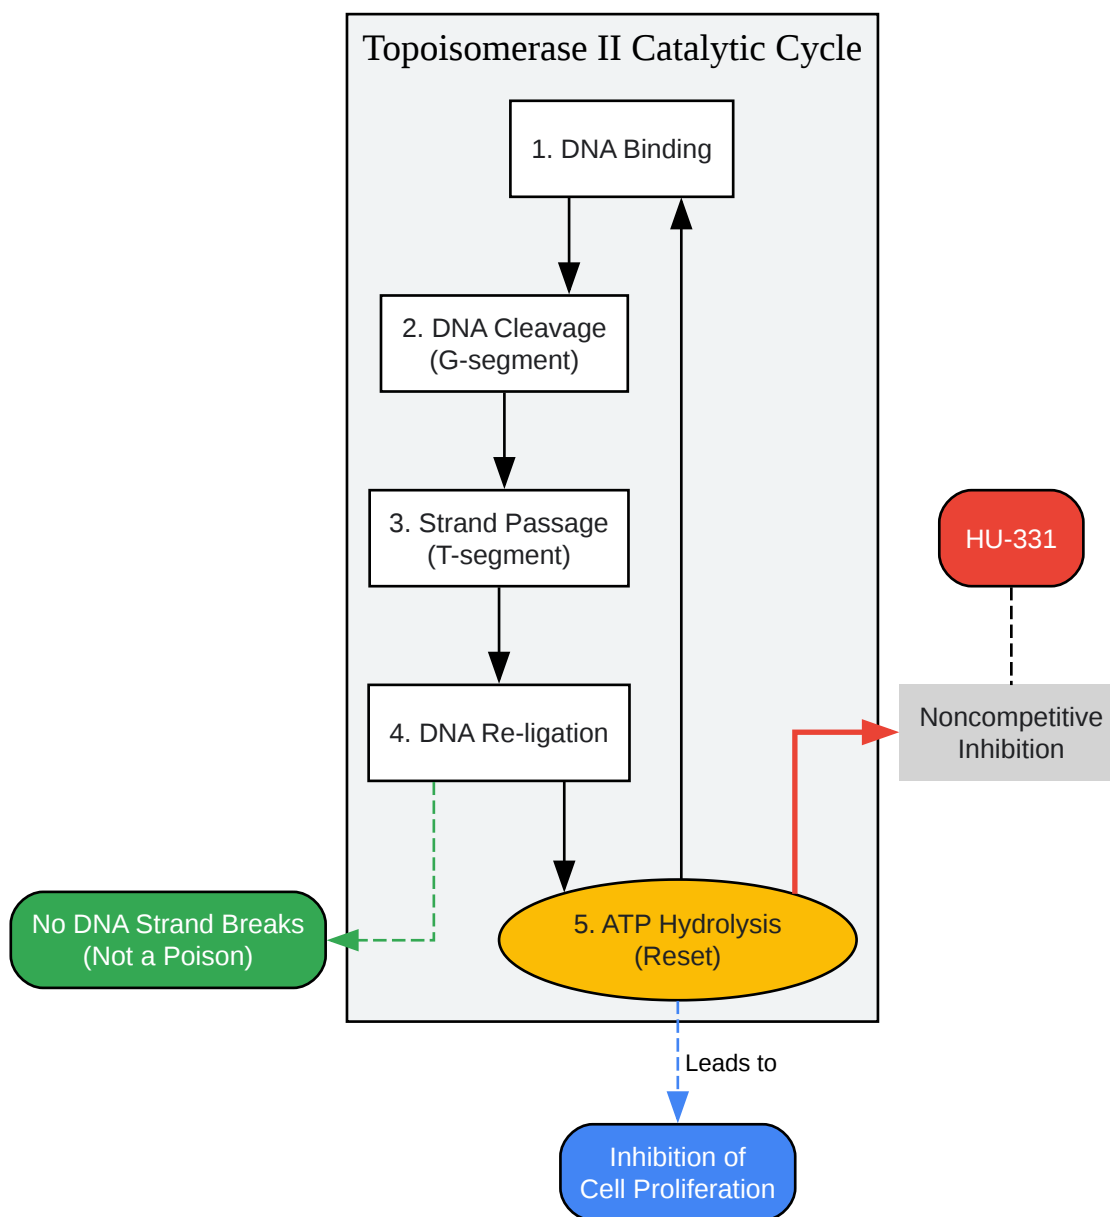 Topoisomerase II Catalytic Cycle
1. DNA Binding
2. DNA Cleavage
(G-segment)
3. Strand Passage
(T-segment)
HU-331
4. DNA Re-ligation
Noncompetitive
Inhibition
No DNA Strand Breaks
(Not a Poison)
5. ATP Hydrolysis
(Reset)
Leads to
Inhibition of
Cell Proliferation